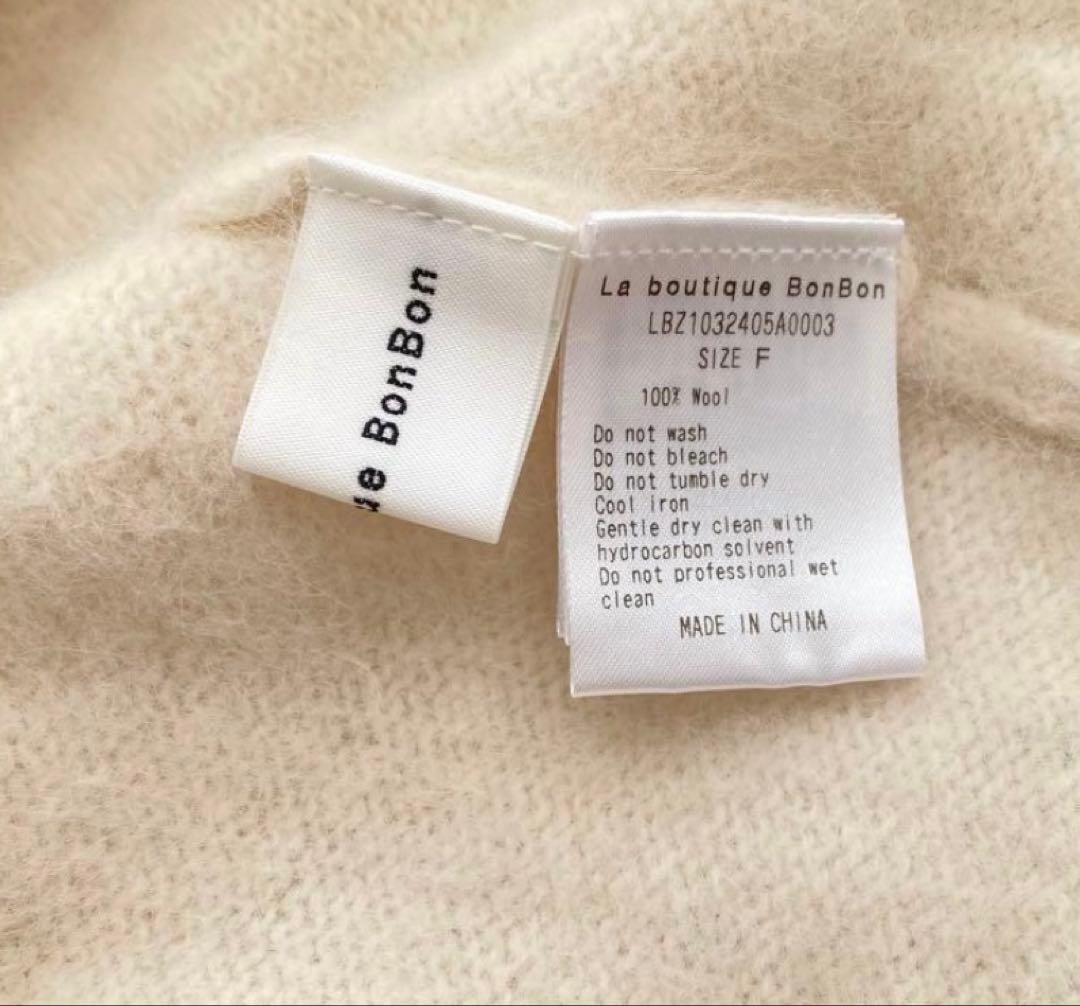 ue BonBon
La boutique BonBon
LBZ1032405A0003
SIZE F
100% Wool
Do not wash
Do not bleach
Do not tumble dry
Cool iron
Gentle dry clean with
hydrocarbon solvent
Do not professional wet
clean
MADE IN CHINA